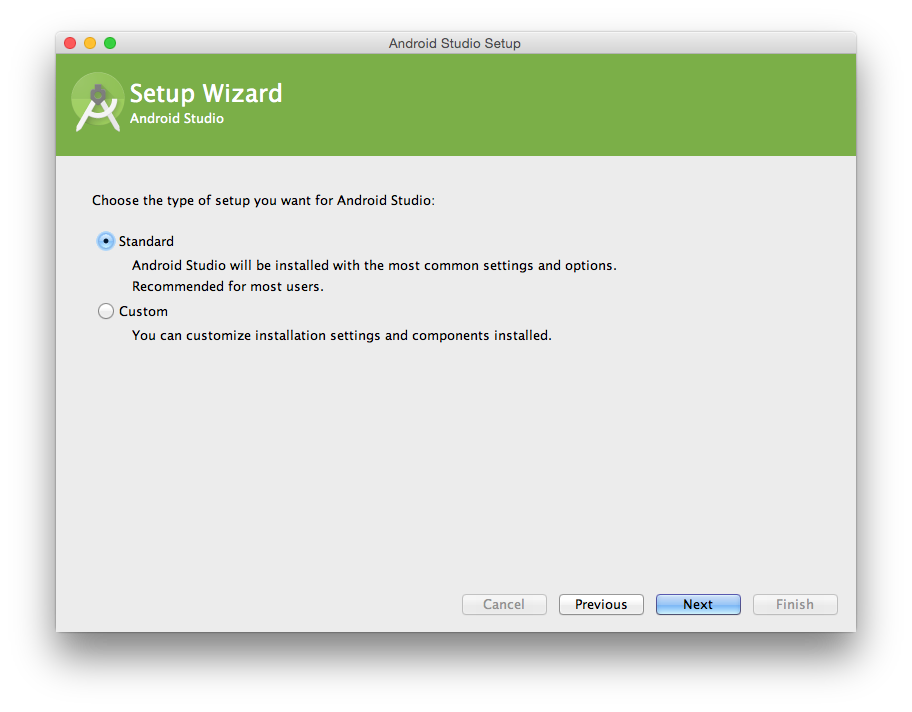 Android Studio Setup
Setup Wizard
Android Studio
Choose the type of setup you want for Android Studio:
Standard
Android Studio will be installed with the most common settings and options.
Recommended for most users.
Custom
You can customize installation settings and components installed.
Cancel Previous Next Finish